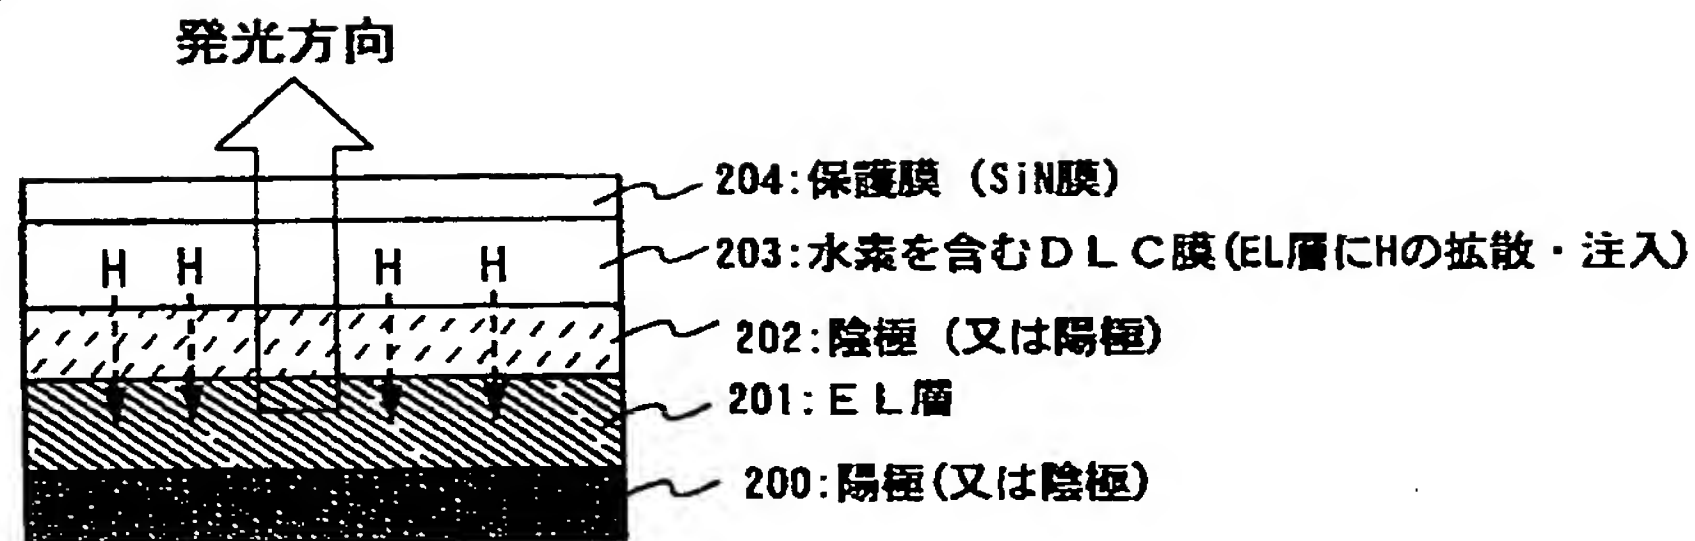 発光方向
204:保護膜 (SiN膜)
H H H H
203:水素を含むDLC膜(EL層にHの拡散・注入)
202:陰極 (又は陽極)
201:EL層
200:陽極(又は陰極)